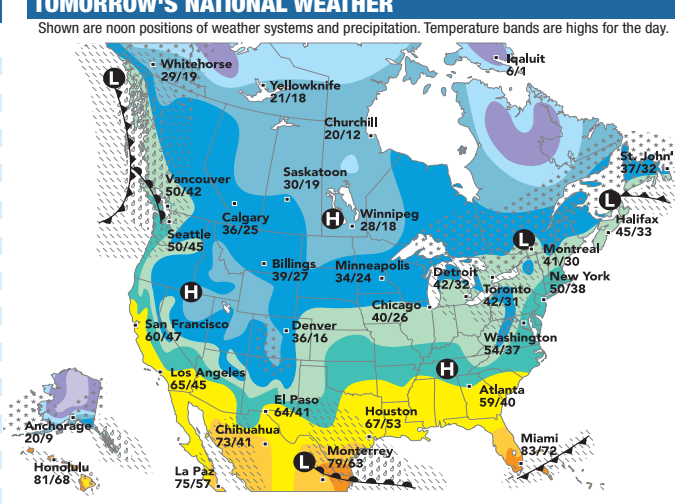 TOMORROW'S NATIONAL WEATHER
Shown are noon positions of weather systems and precipitation. Temperature bands are highs for the day.
Whitehorse
29/19
Iqaluit
6/1
L
Yellowknife
21/18
Churchill
20/12
St. John'
37/32
Saskatoon
30/19
Vancouver
50/42
L
H
Winnipeg
28/18
Calgary
36/25
Halifax
45/33
Seattle
50/45
L
Montreal
41/30
Billings
39/27
Minneapolis
34/24
Detroit
42/32
New York
50/38
Toronto
42/31
H
Chicago
40/26
San Francisco
60/47
Denver
36/16
Washington
54/37
H
Los Angeles
65/45
Atlanta
59/40
El Paso
64/41
Houston
67/53
Anchorage
20/9
Chihuahua
73/41
Miami
83/72
L
Monterrey
79/63
Honolulu
81/68
La Paz
75/57